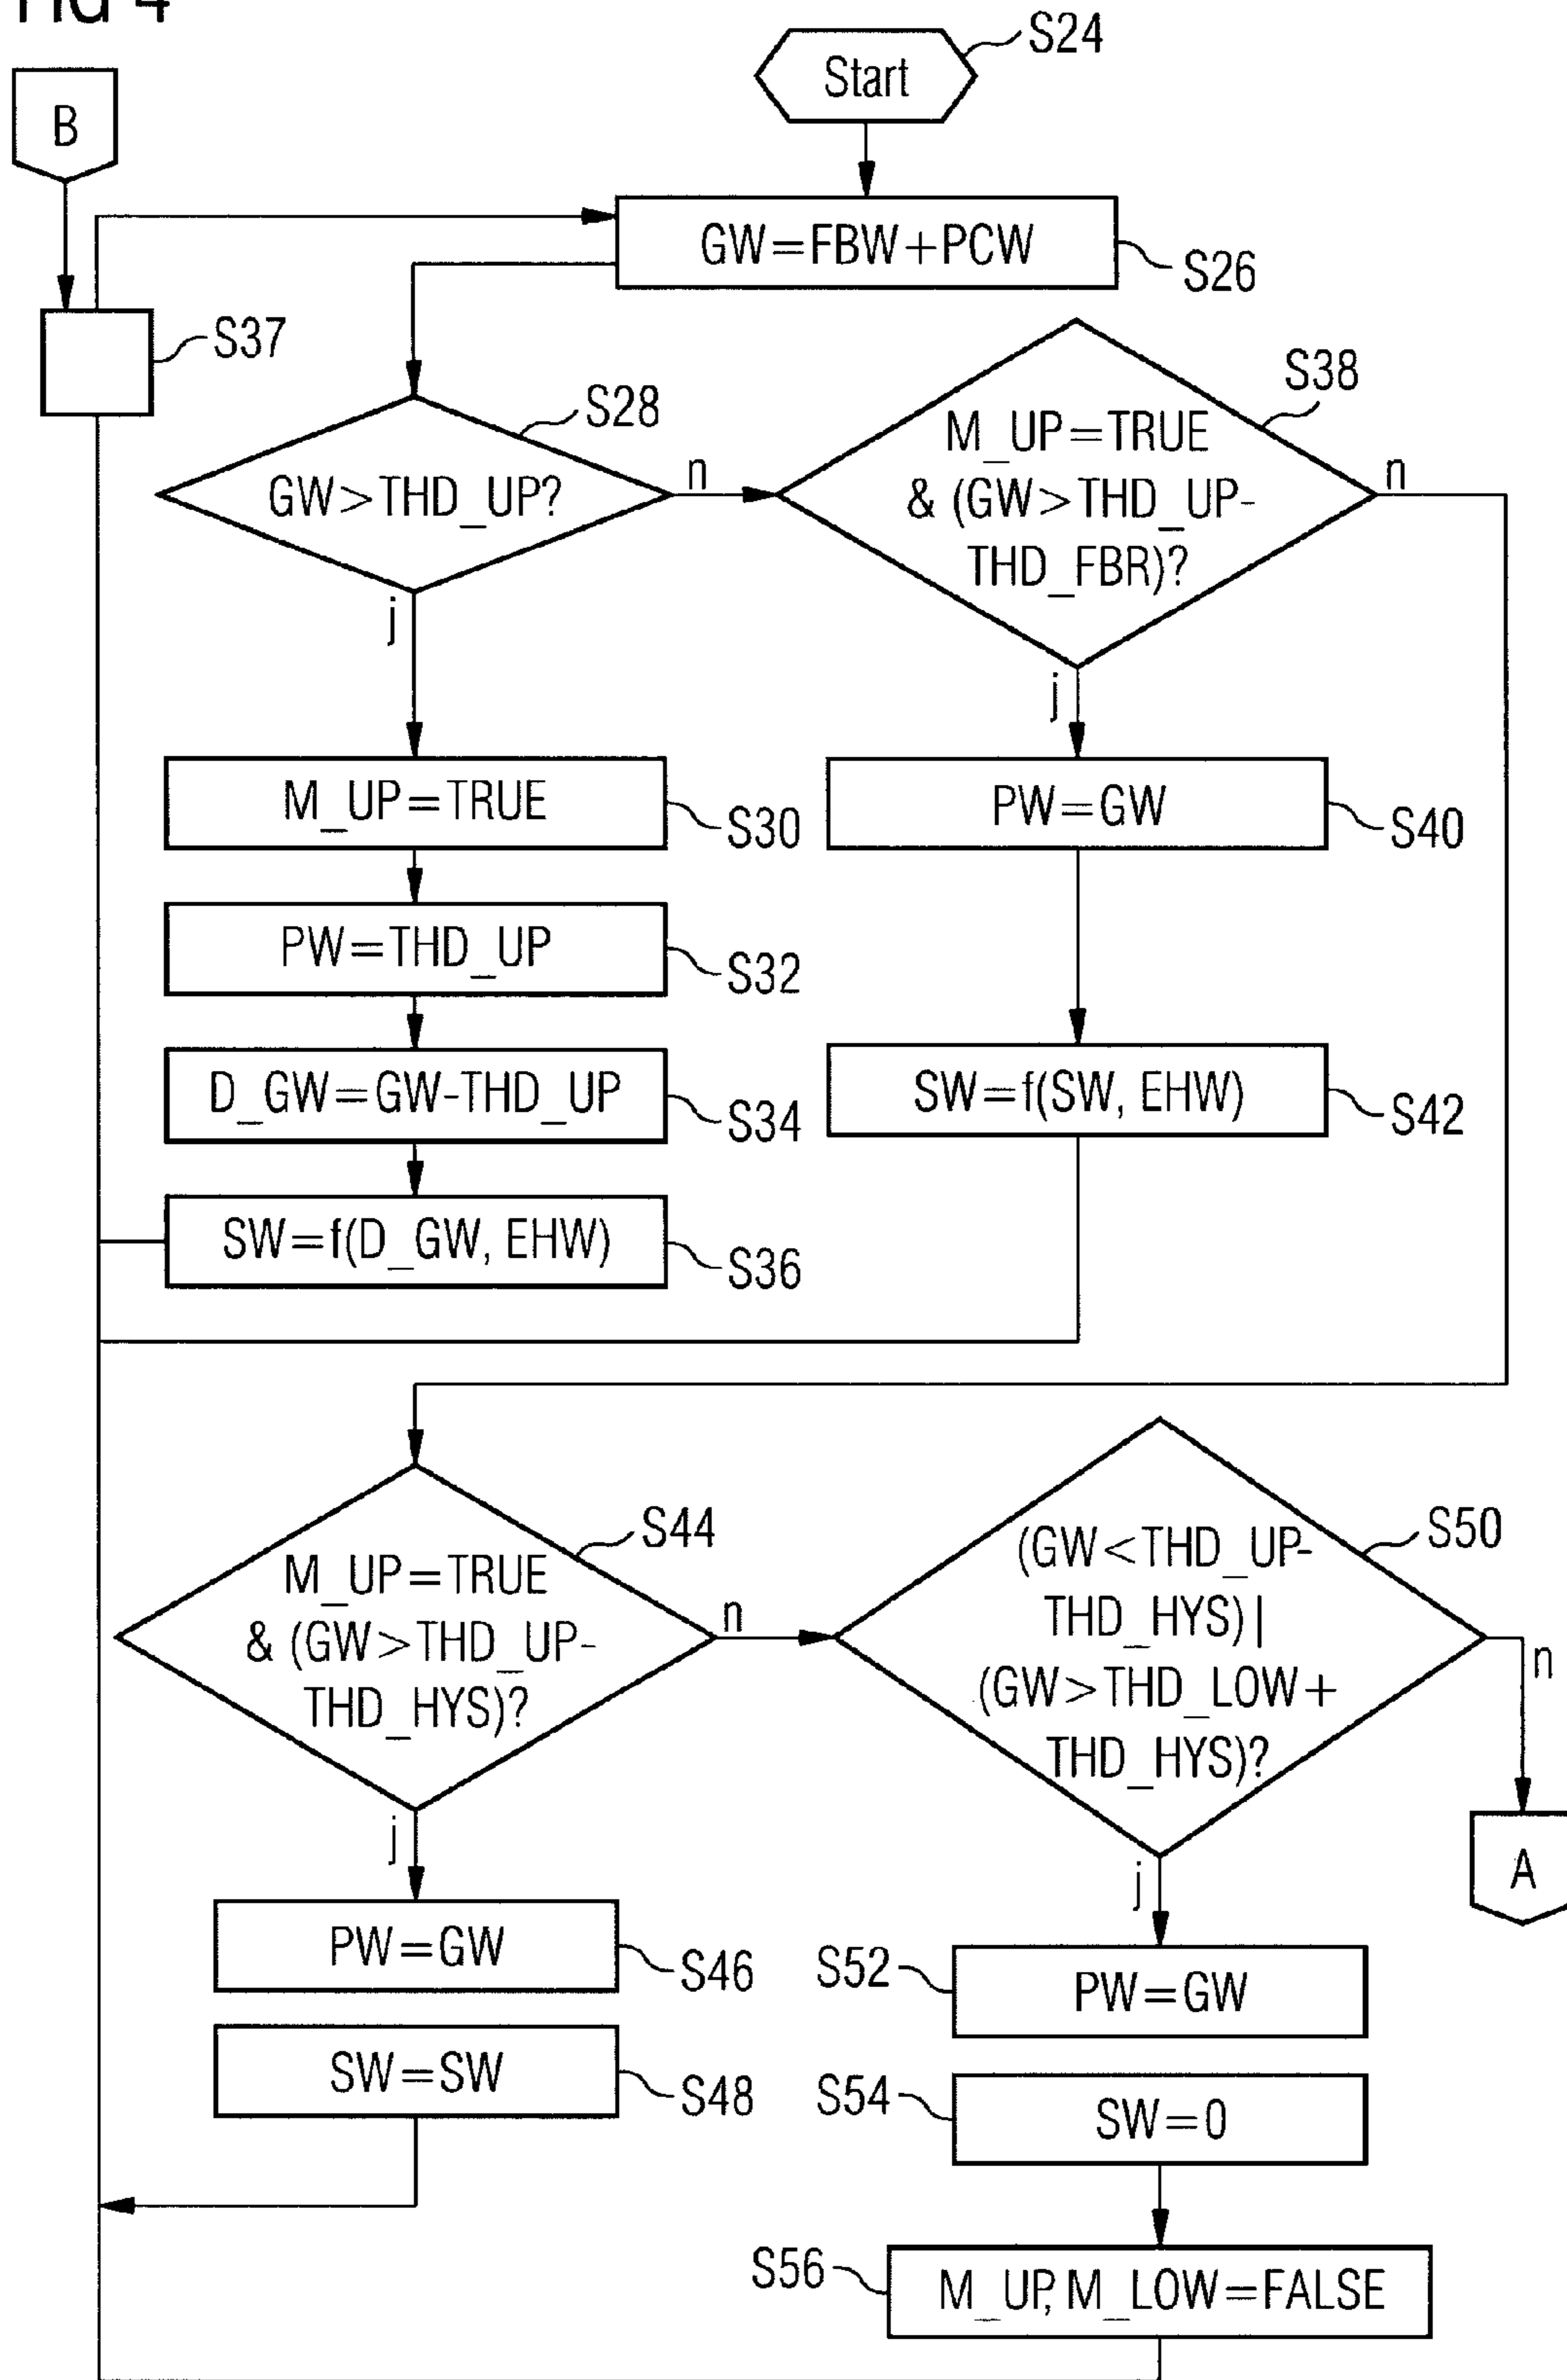 FIG 4
S24
Start
B
GW=FBW+PCW
S26
S37
S28
GW>THD_UP?
n
j
S38
M_UP=TRUE
& (GW>THD_UP-
THD_FBR)?
n
j
M_UP=TRUE
S30
PW=GW
S40
PW=THD_UP
S32
D_GW=GW-THD_UP
S34
SW=f(SW, EHW)
S42
SW=f(D_GW, EHW)
S36
S44
M_UP=TRUE
& (GW>THD_UP-
THD_HYS)?
n
j
S50
(GW<THD_UP-
THD_HYS)|
(GW>THD_LOW+
THD_HYS)?
n
j
A
PW=GW
S46
S52
PW=GW
SW=SW
S48
S54
SW=0
S56
M_UP, M_LOW=FALSE